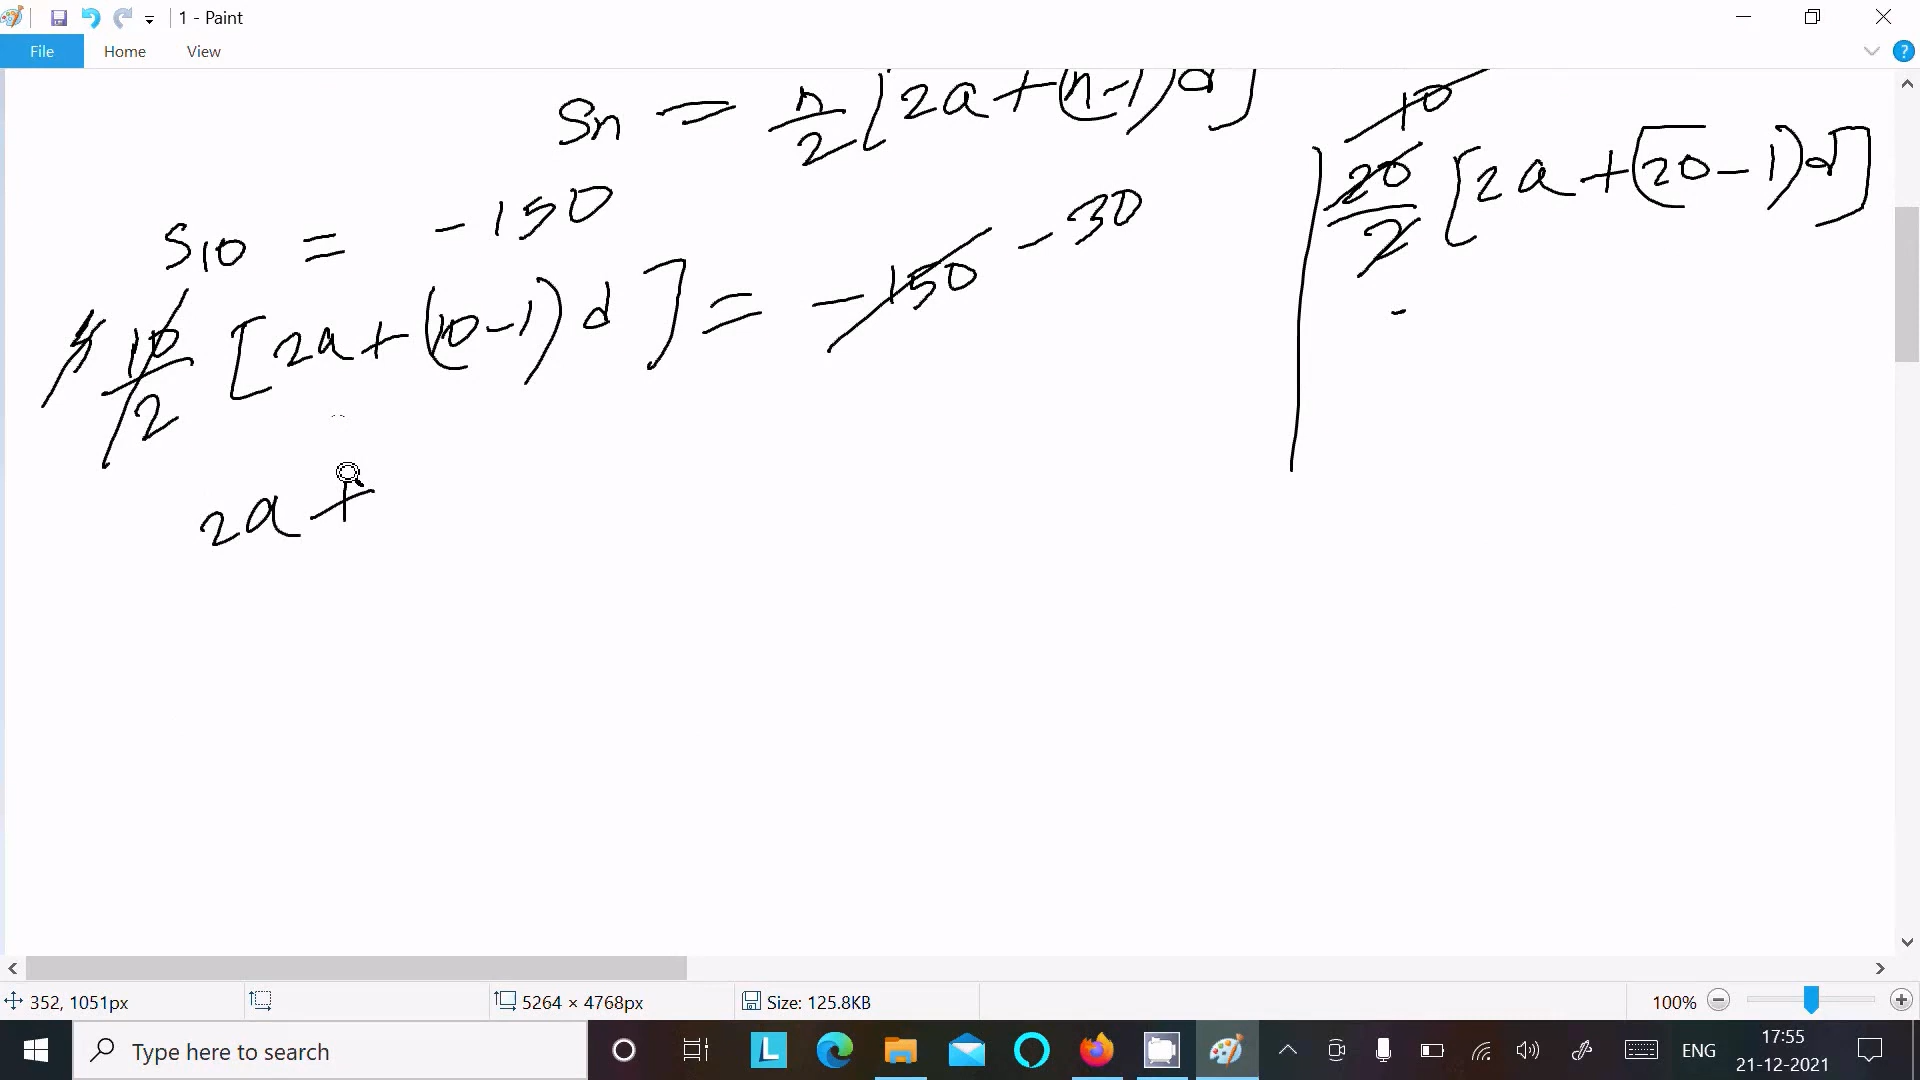 1 - Paint
File Home View
Sn = n/2 [2a+(n-1)d]
10
20/2 [2a+(20-1)d]
S10 = -150
5 10/2 [2a+(10-1)d] = -150 -30
2a +
352, 1051px
5264 × 4768px
Size: 125.8KB
100%
Type here to search
L
ENG
17:55
21-12-2021